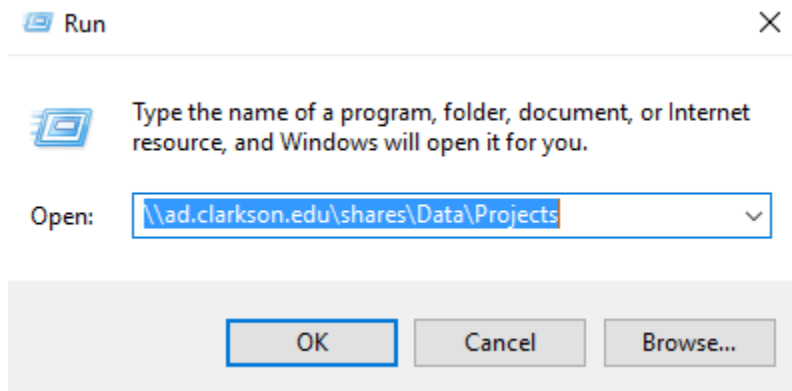 Run
Type the name of a program, folder, document, or Internet
resource, and Windows will open it for you.
Open: \\ad.clarkson.edu\shares\Data\Projects
OK Cancel Browse...